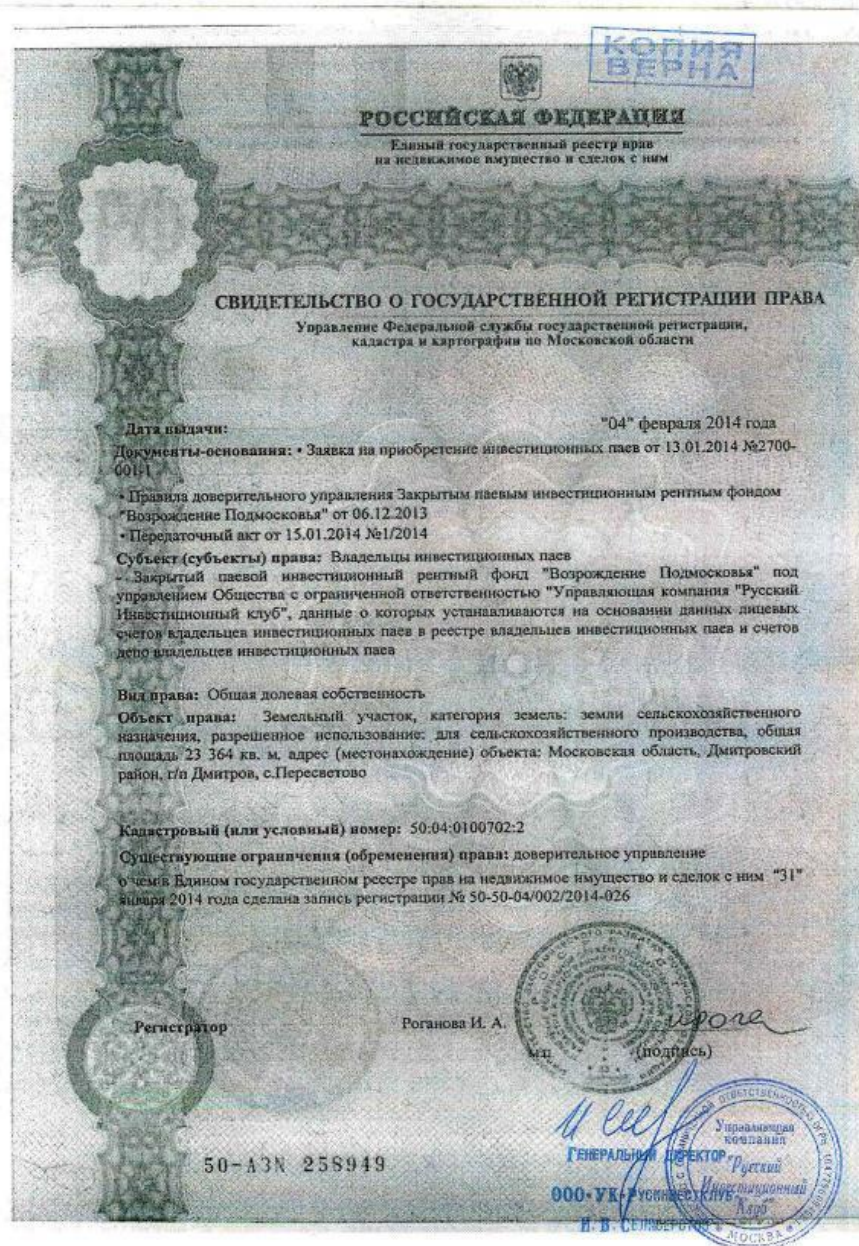 КОПИЯ
ВЕРНА
РОССИЙСКАЯ ФЕДЕРАЦИЯ
Единый государственный реестр прав
на недвижимое имущество и сделок с ним
СВИДЕТЕЛЬСТВО О ГОСУДАРСТВЕННОЙ РЕГИСТРАЦИИ ПРАВА
Управление Федеральной службы государственной регистрации,
кадастра и картографии по Московской области
Дата выдачи: "04" февраля 2014 года
Документы-основания: • Заявка на приобретение инвестиционных паев от 13.01.2014 №2700-
001-1
• Правила доверительного управления Закрытым паевым инвестиционным рентным фондом
"Возрождение Подмосковья" от 06.12.2013
• Передаточный акт от 15.01.2014 №1/2014
Субъект (субъекты) права: Владельцы инвестиционных паев
- Закрытый паевой инвестиционный рентный фонд "Возрождение Подмосковья" под
управлением Общества с ограниченной ответственностью "Управляющая компания "Русский
Инвестиционный клуб", данные о которых устанавливаются на основании данных лицевых
счетов владельцев инвестиционных паев в реестре владельцев инвестиционных паев и счетов
депо владельцев инвестиционных паев
Вид права: Общая долевая собственность
Объект права: Земельный участок, категория земель: земли сельскохозяйственного
назначения, разрешенное использование: для сельскохозяйственного производства, общая
площадь 23 364 кв. м, адрес (местонахождение) объекта: Московская область, Дмитровский
район, г/п Дмитров, с.Пересветово
Кадастровый (или условный) номер: 50:04:0100702:2
Существующие ограничения (обременения) права: доверительное управление
о чем в Едином государственном реестре прав на недвижимое имущество и сделок с ним "31"
января 2014 года сделана запись регистрации № 50-50-04/002/2014-026
Регистратор Роганова И. А.
м.п. (подпись)
Управляющая
компания
"Русский
Инвестиционный
Клуб"
МОСКВА
ГЕНЕРАЛЬНЫЙ ДИРЕКТОР
ООО "УК "РУСИНВЕСТКЛУБ"
И. В. СЕЛИВЕРСТОВ
50-АЗN 258949